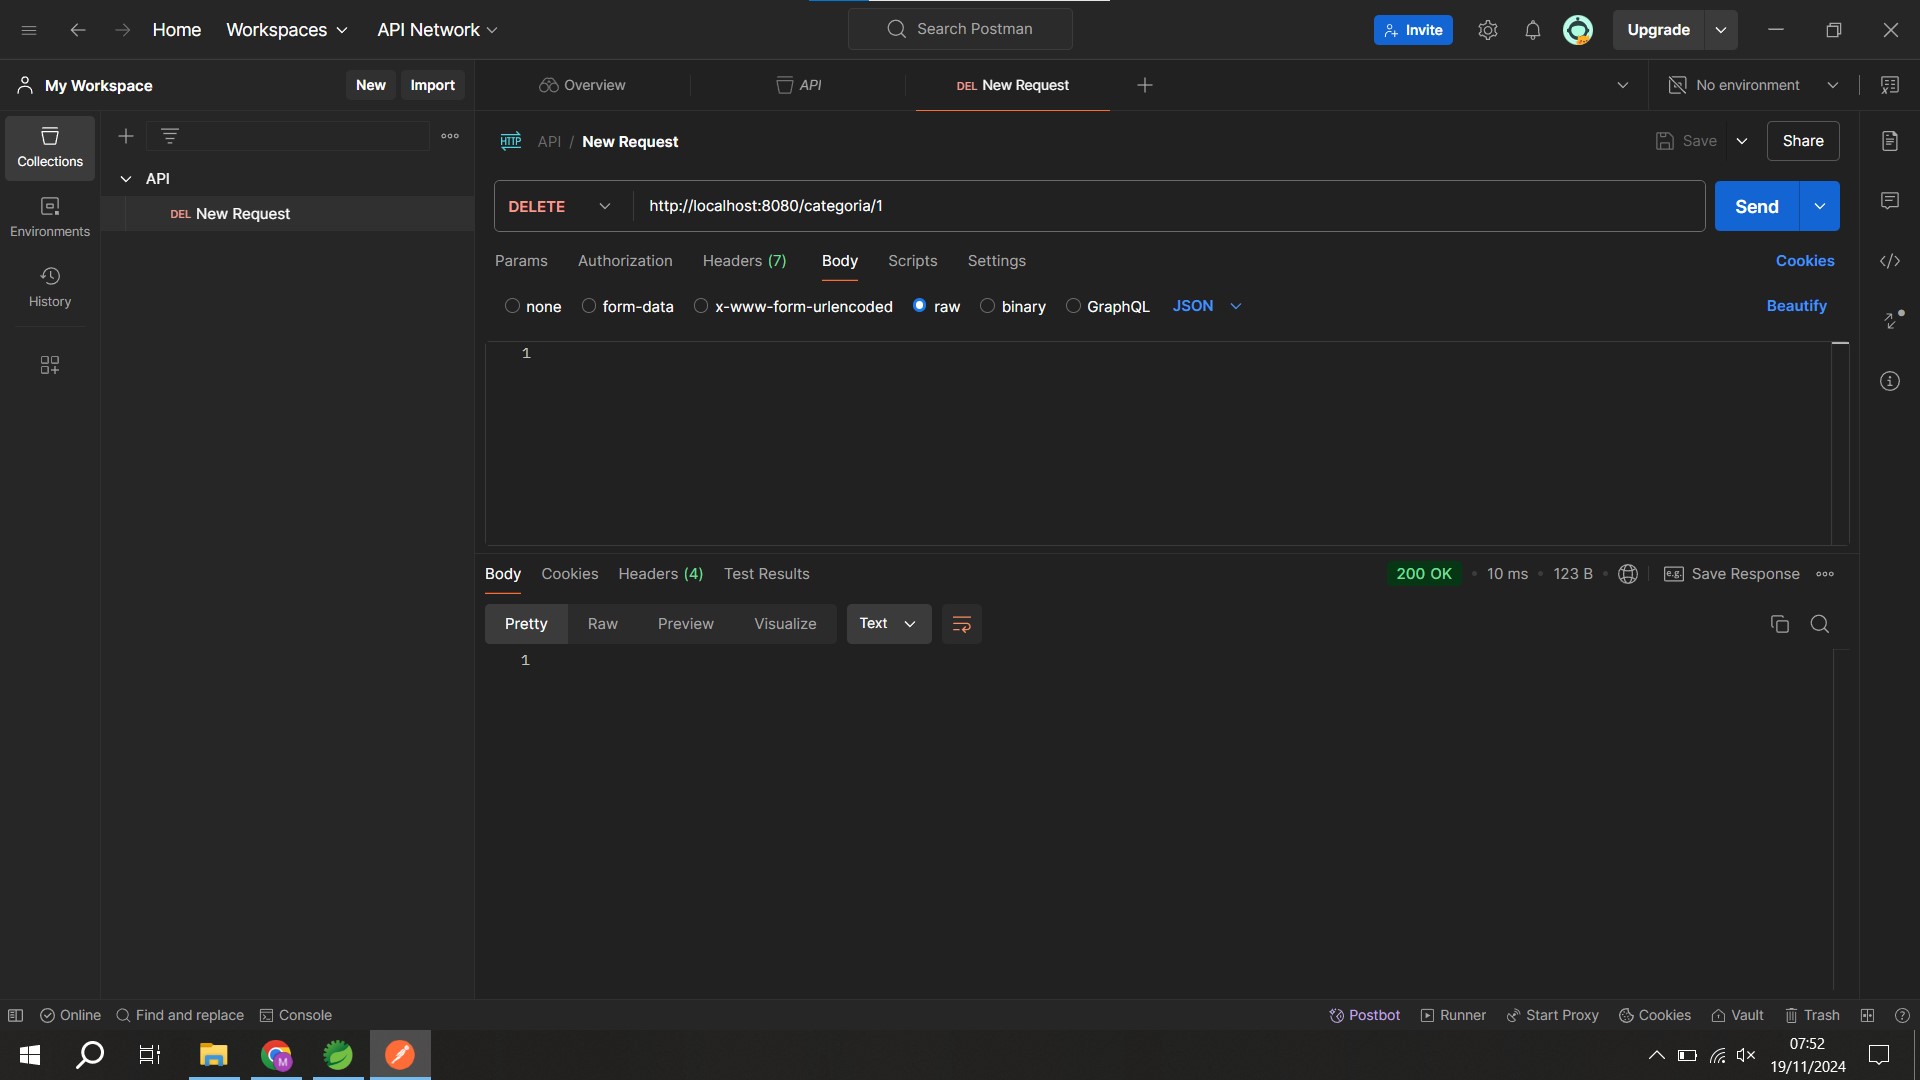 Home Workspaces API Network Search Postman Invite Upgrade
My Workspace New Import Overview API DEL New Request No environment
Collections
Environments
History
API
DEL New Request
HTTP API / New Request Save Share
DELETE http://localhost:8080/categoria/1 Send
Params Authorization Headers (7) Body Scripts Settings Cookies
none form-data x-www-form-urlencoded raw binary GraphQL JSON Beautify
1
Body Cookies Headers (4) Test Results 200 OK 10 ms 123 B e.g. Save Response
Pretty Raw Preview Visualize Text
1
Online Find and replace Console Postbot Runner Start Proxy Cookies Vault Trash
M
07:52
19/11/2024